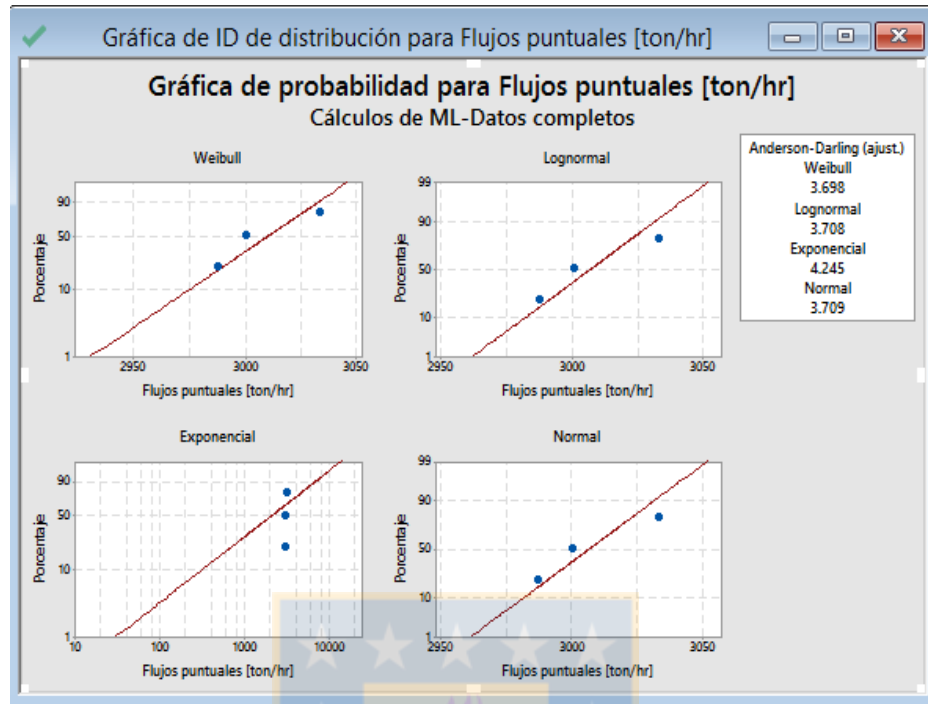 Gráfica de ID de distribución para Flujos puntuales [ton/hr]
Gráfica de probabilidad para Flujos puntuales [ton/hr]
Cálculos de ML-Datos completos
Weibull
90
50
10
1
Porcentaje
2950 3000 3050
Flujos puntuales [ton/hr]
Lognormal
99
90
50
10
1
Porcentaje
2950 3000 3050
Flujos puntuales [ton/hr]
Anderson-Darling (ajust.)
Weibull
3.698
Lognormal
3.708
Exponencial
4.245
Normal
3.709
Exponencial
90
50
10
1
Porcentaje
10 100 1000 10000
Flujos puntuales [ton/hr]
Normal
99
90
50
10
1
Porcentaje
2950 3000 3050
Flujos puntuales [ton/hr]